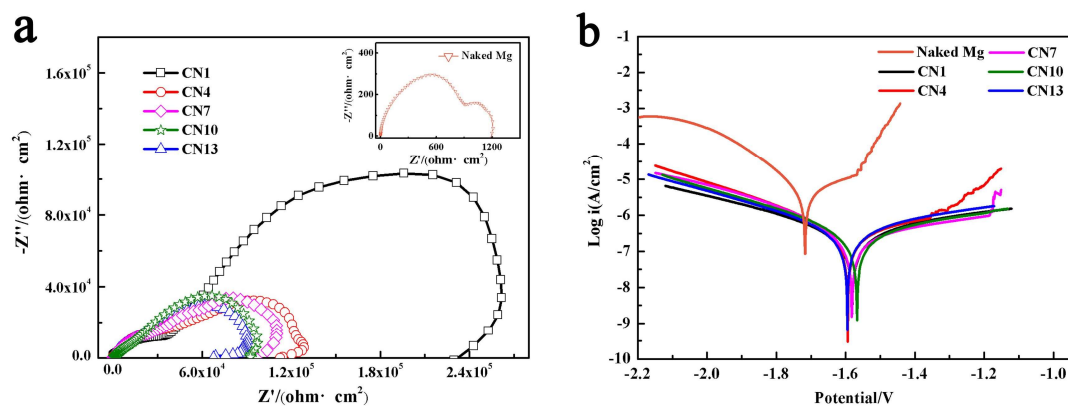 a
1.6x10⁵
1.2x10⁵
8.0x10⁴
4.0x10⁴
0.0
-Z''/(ohm· cm²)
0.0
6.0x10⁴
1.2x10⁵
1.8x10⁵
2.4x10⁵
Z'/(ohm· cm²)
CN1
CN4
CN7
CN10
CN13
Naked Mg
400
200
0
-Z''/(ohm· cm²)
0
600
1200
Z'/(ohm· cm²)
b
-1
-2
-3
-4
-5
-6
-7
-8
-9
-10
Log i(A/cm²)
-2.2
-2.0
-1.8
-1.6
-1.4
-1.2
-1.0
Potential/V
Naked Mg
CN1
CN4
CN7
CN10
CN13